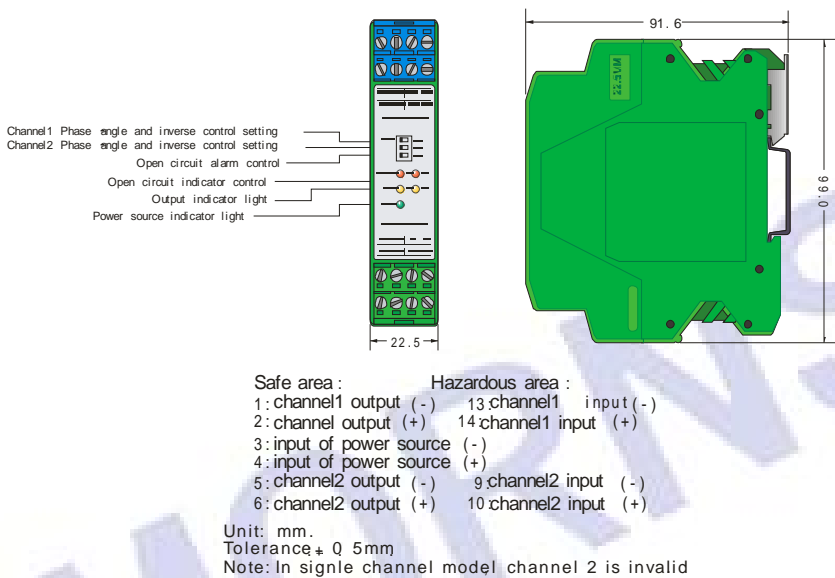 91.6
22.5VM
Channel1 Phase angle and inverse control setting
Channel2 Phase angle and inverse control setting
Open circuit alarm control
Open circuit indicator control
Output indicator light
Power source indicator light
99.0
22.5
Safe area : Hazardous area :
1: channel1 output (-) 13:channel1 input (-)
2: channel output (+) 14:channel1 input (+)
3: input of power source (-)
4: input of power source (+)
5: channel2 output (-) 9:channel2 input (-)
6: channel2 output (+) 10:channel2 input (+)
Unit: mm.
Tolerance: ± 0.5mm
Note: In signle channel model, channel 2 is invalid